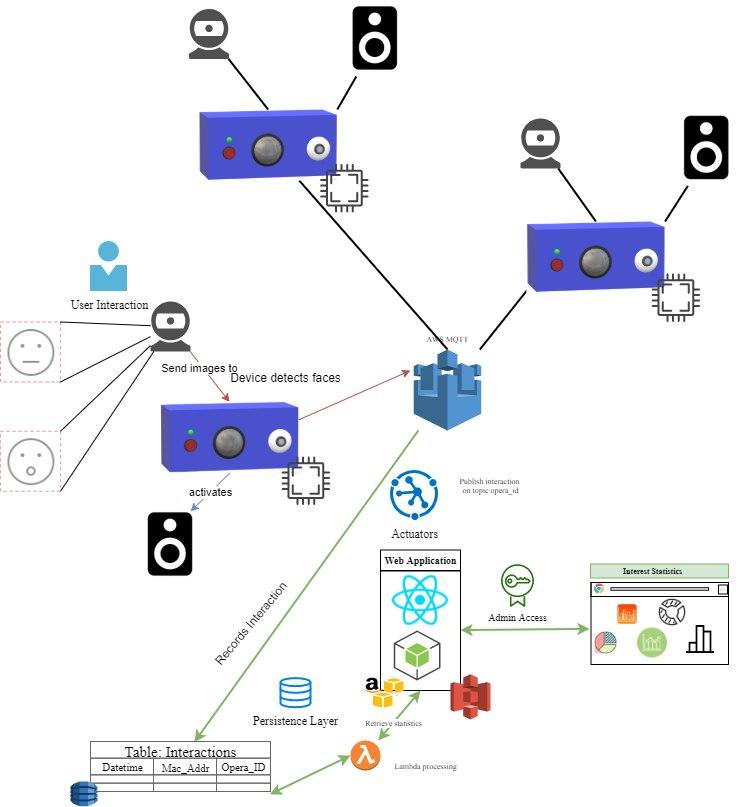 User Interaction
AWS MQTT
Send images to
Device detects faces
activates
Publish interaction
on topic opera_id
Actuators
Web Application
Interest Statistics
Admin Access
Records Interaction
a
Persistence Layer
Retrieve statistics
Table: Interactions
Datetime Mac_Addr Opera_ID
λ
Lambda processing